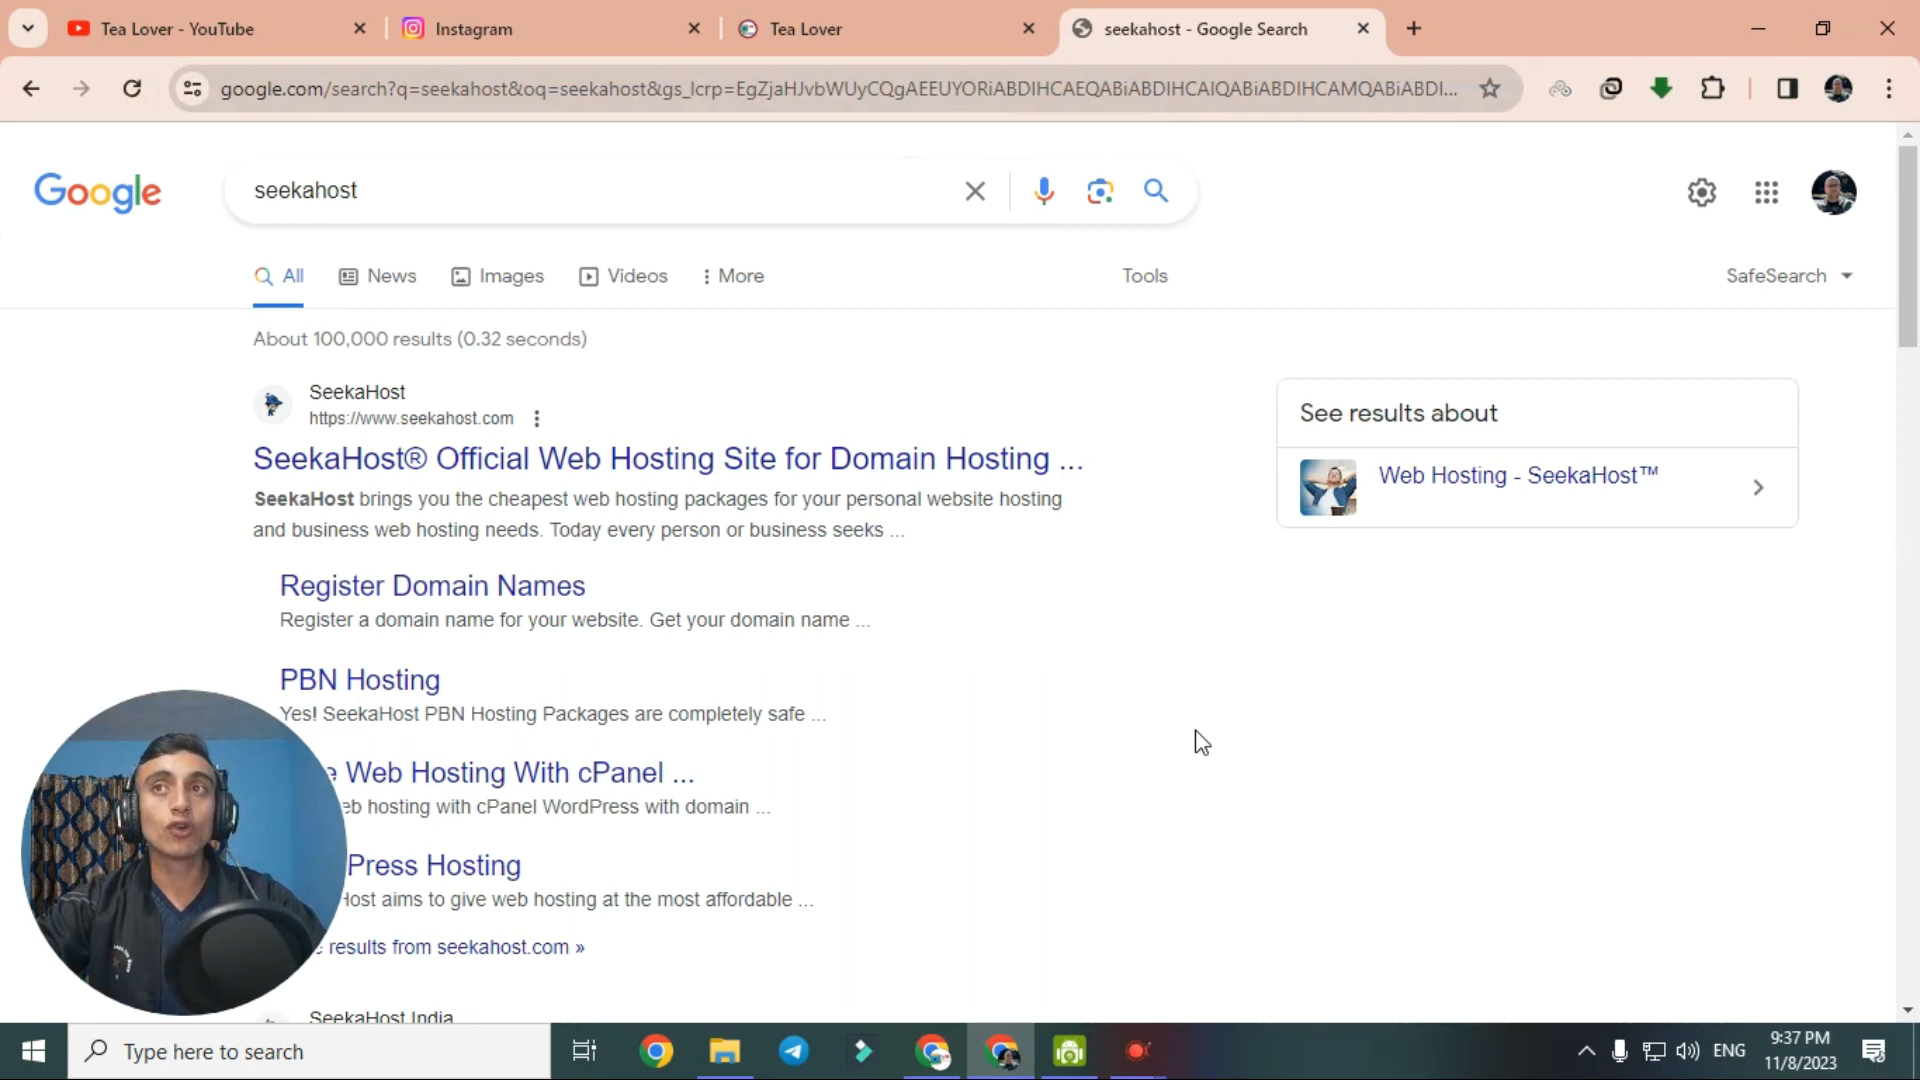 Tea Lover - YouTube
Instagram
Tea Lover
seekahost - Google Search
google.com/search?q=seekahost&oq=seekahost&gs_lcrp=EgZjaHJvbWUyCQgAEEUYORiABDIHCAEQABiABDIHCAIQABiABDIHCAMQABiABDI...
Google
seekahost
All
News
Images
Videos
More
Tools
SafeSearch
About 100,000 results (0.32 seconds)
SeekaHost
https://www.seekahost.com
SeekaHost® Official Web Hosting Site for Domain Hosting ...
SeekaHost brings you the cheapest web hosting packages for your personal website hosting
and business web hosting needs. Today every person or business seeks ...
See results about
Web Hosting - SeekaHost™
Register Domain Names
Register a domain name for your website. Get your domain name ...
PBN Hosting
Yes! SeekaHost PBN Hosting Packages are completely safe ...
Web Hosting With cPanel ...
hosting with cPanel WordPress with domain ...
Press Hosting
aims to give web hosting at the most affordable ...
results from seekahost.com »
SeekaHost India
Type here to search
ENG
9:37 PM
11/8/2023